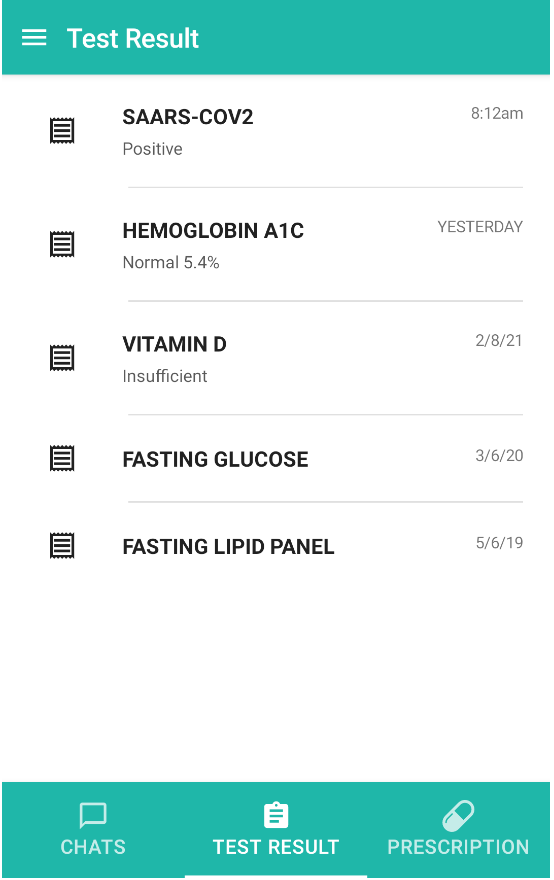 Test Result
SAARS-COV2
8:12am
Positive
HEMOGLOBIN A1C
YESTERDAY
Normal 5.4%
VITAMIN D
2/8/21
Insufficient
FASTING GLUCOSE
3/6/20
FASTING LIPID PANEL
5/6/19
CHATS
TEST RESULT
PRESCRIPTION